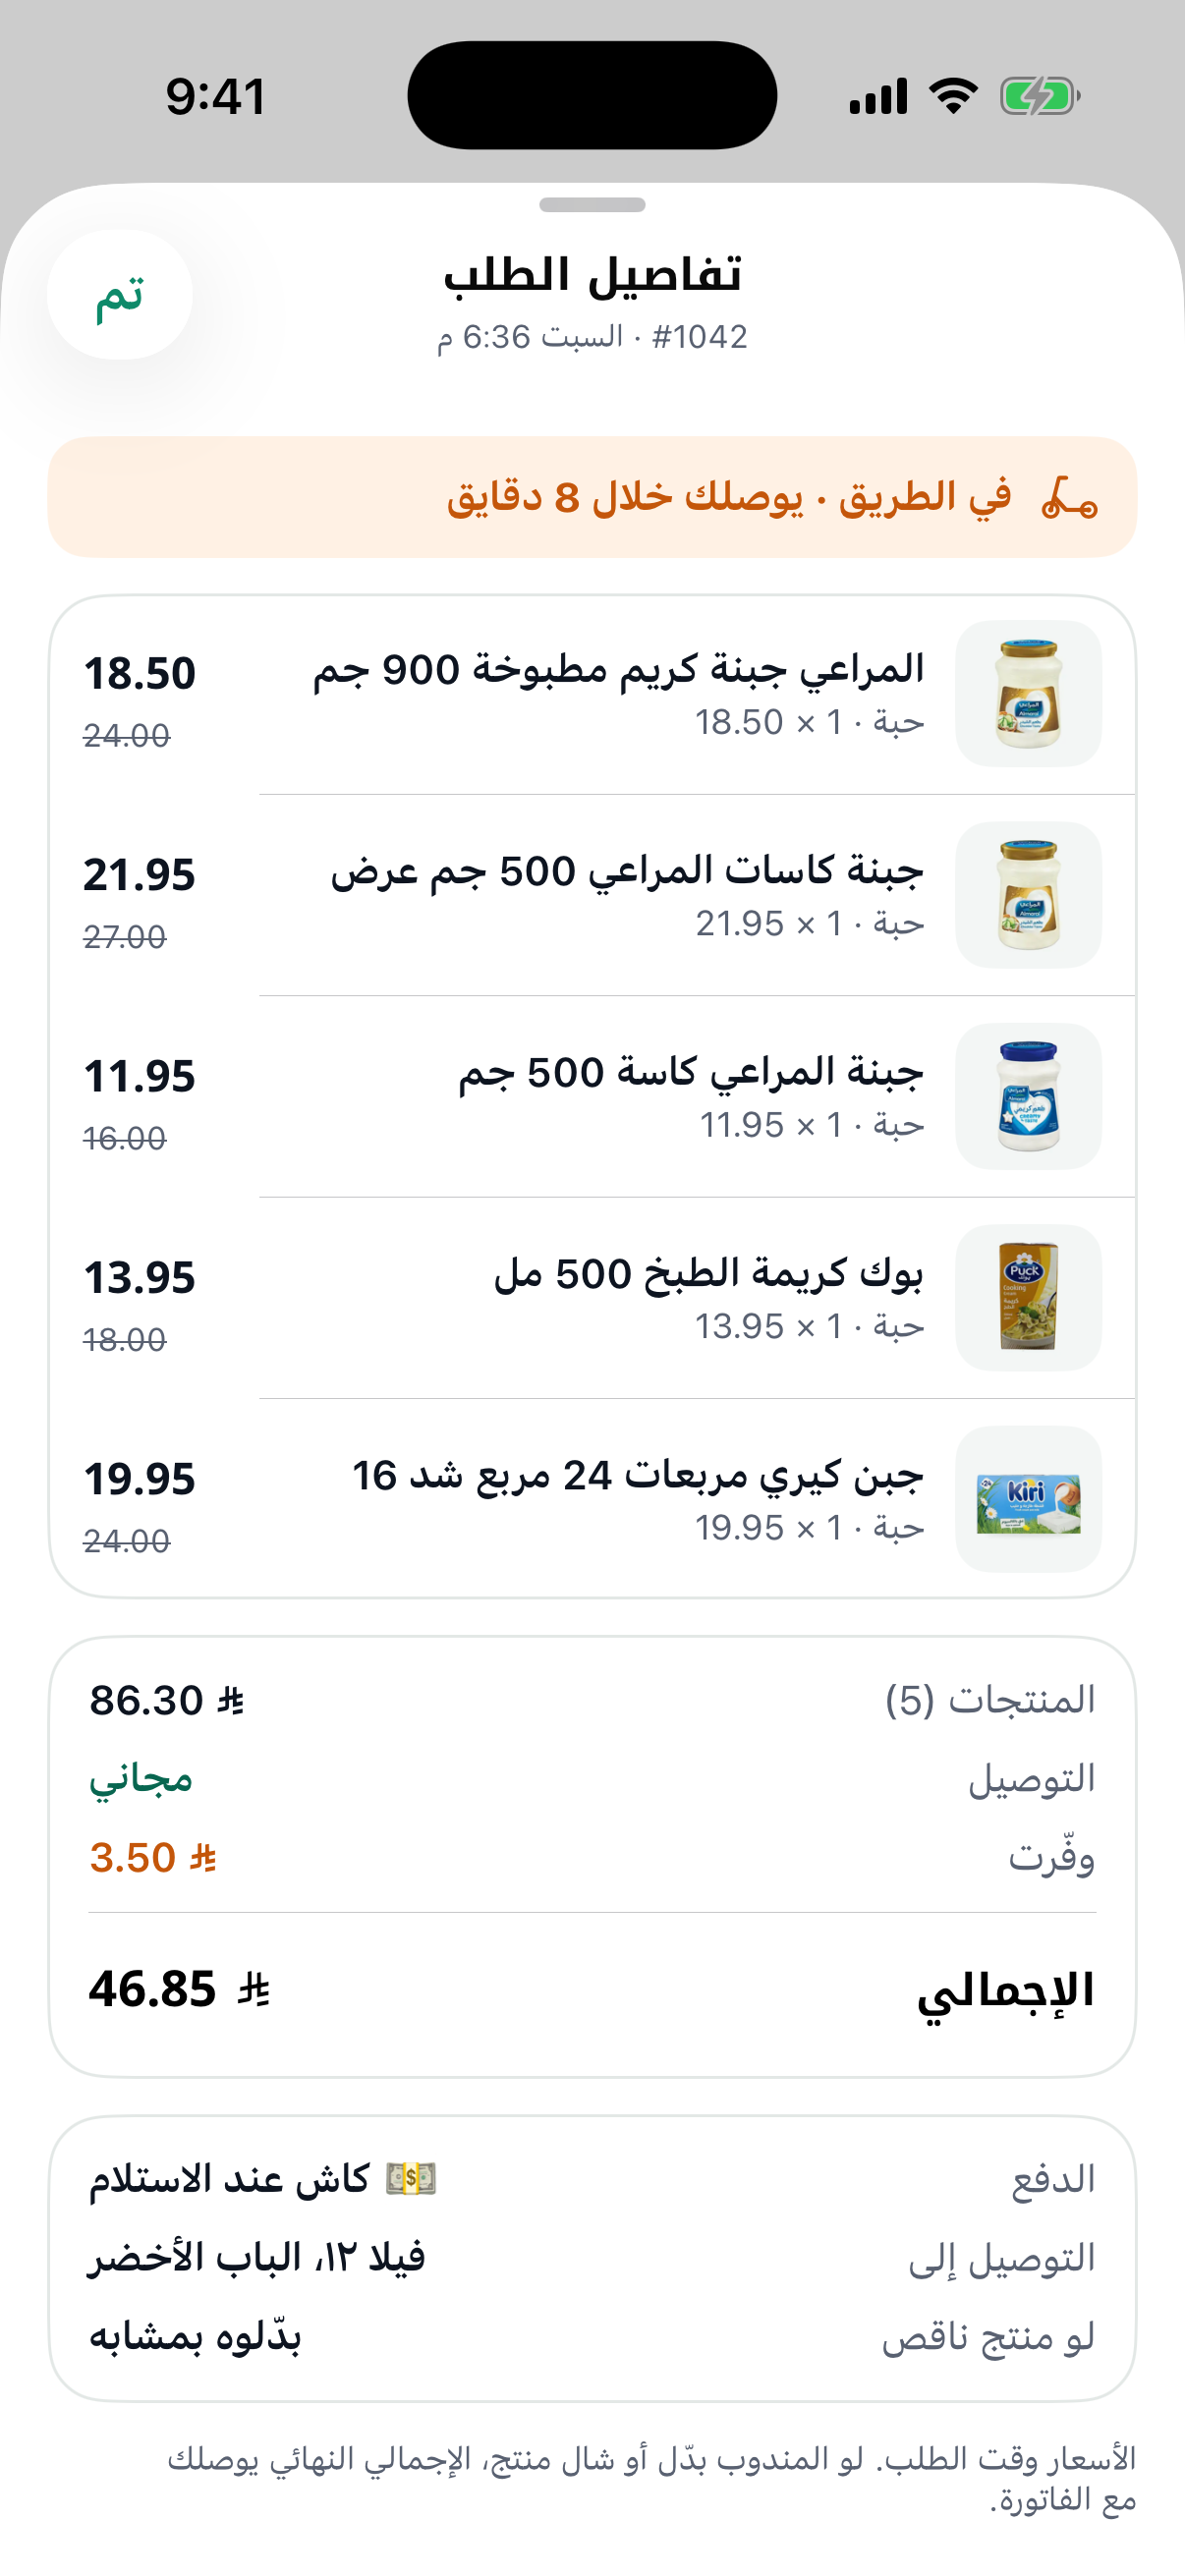 9:41
تم
تفاصيل الطلب
#1042 · السبت 6:36 م
في الطريق · يوصلك خلال 8 دقايق
المراعي جبنة كريم مطبوخة 900 جم
حبة · 1 × 18.50
18.50
24.00
جبنة كاسات المراعي 500 جم عرض
حبة · 1 × 21.95
21.95
27.00
جبنة المراعي كاسة 500 جم
حبة · 1 × 11.95
11.95
16.00
Puck
بوك
Cooking
بوك كريمة الطبخ 500 مل
حبة · 1 × 13.95
13.95
18.00
Kiri
جبن كيري مربعات 24 مربع شد 16
حبة · 1 × 19.95
19.95
24.00
المنتجات (5)
86.30
التوصيل
مجاني
وفّرت
3.50
الإجمالي
46.85
الدفع
كاش عند الاستلام
التوصيل إلى
فيلا ١٢، الباب الأخضر
لو منتج ناقص
بدّلوه بمشابه
الأسعار وقت الطلب. لو المندوب بدّل أو شال منتج، الإجمالي النهائي يوصلك
مع الفاتورة.